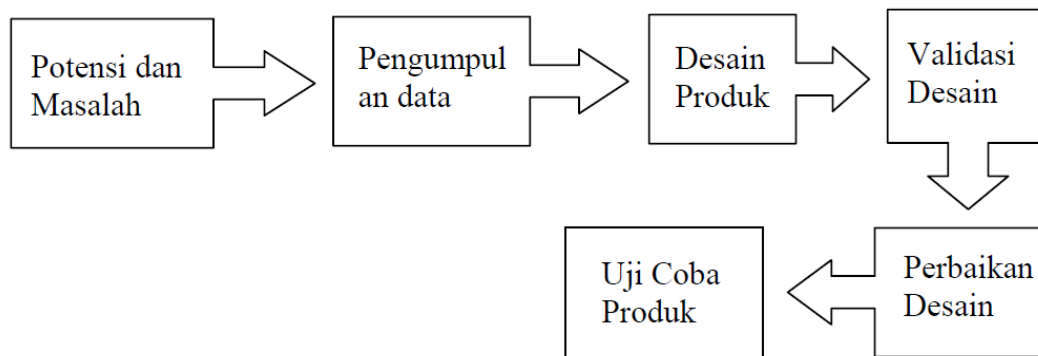 Potensi dan
Masalah
Pengumpul
an data
Desain
Produk
Validasi
Desain
Perbaikan
Desain
Uji Coba
Produk